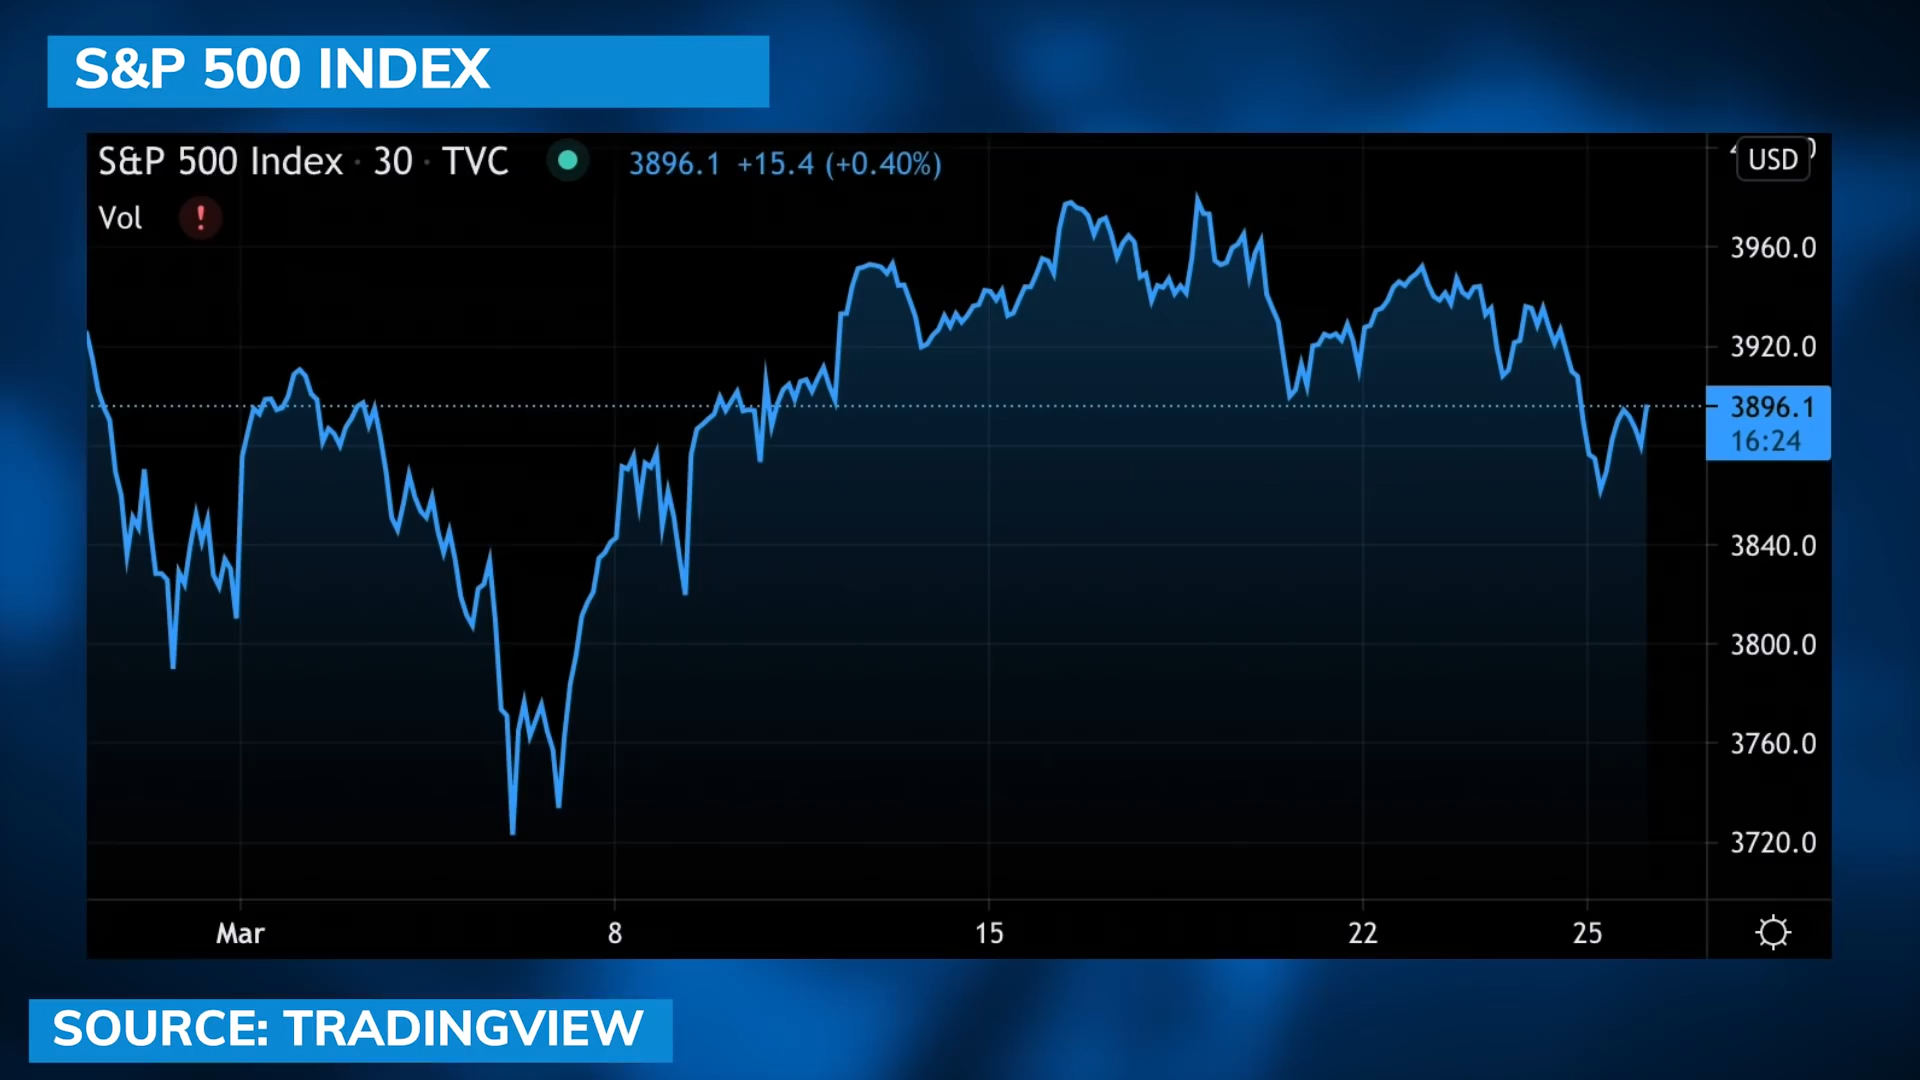 S&P 500 INDEX
S&P 500 Index · 30 · TVC
3896.1 +15.4 (+0.40%)
USD
Vol
!
3960.0
3920.0
3896.1
16:24
3840.0
3800.0
3760.0
3720.0
Mar
8
15
22
25
SOURCE: TRADINGVIEW